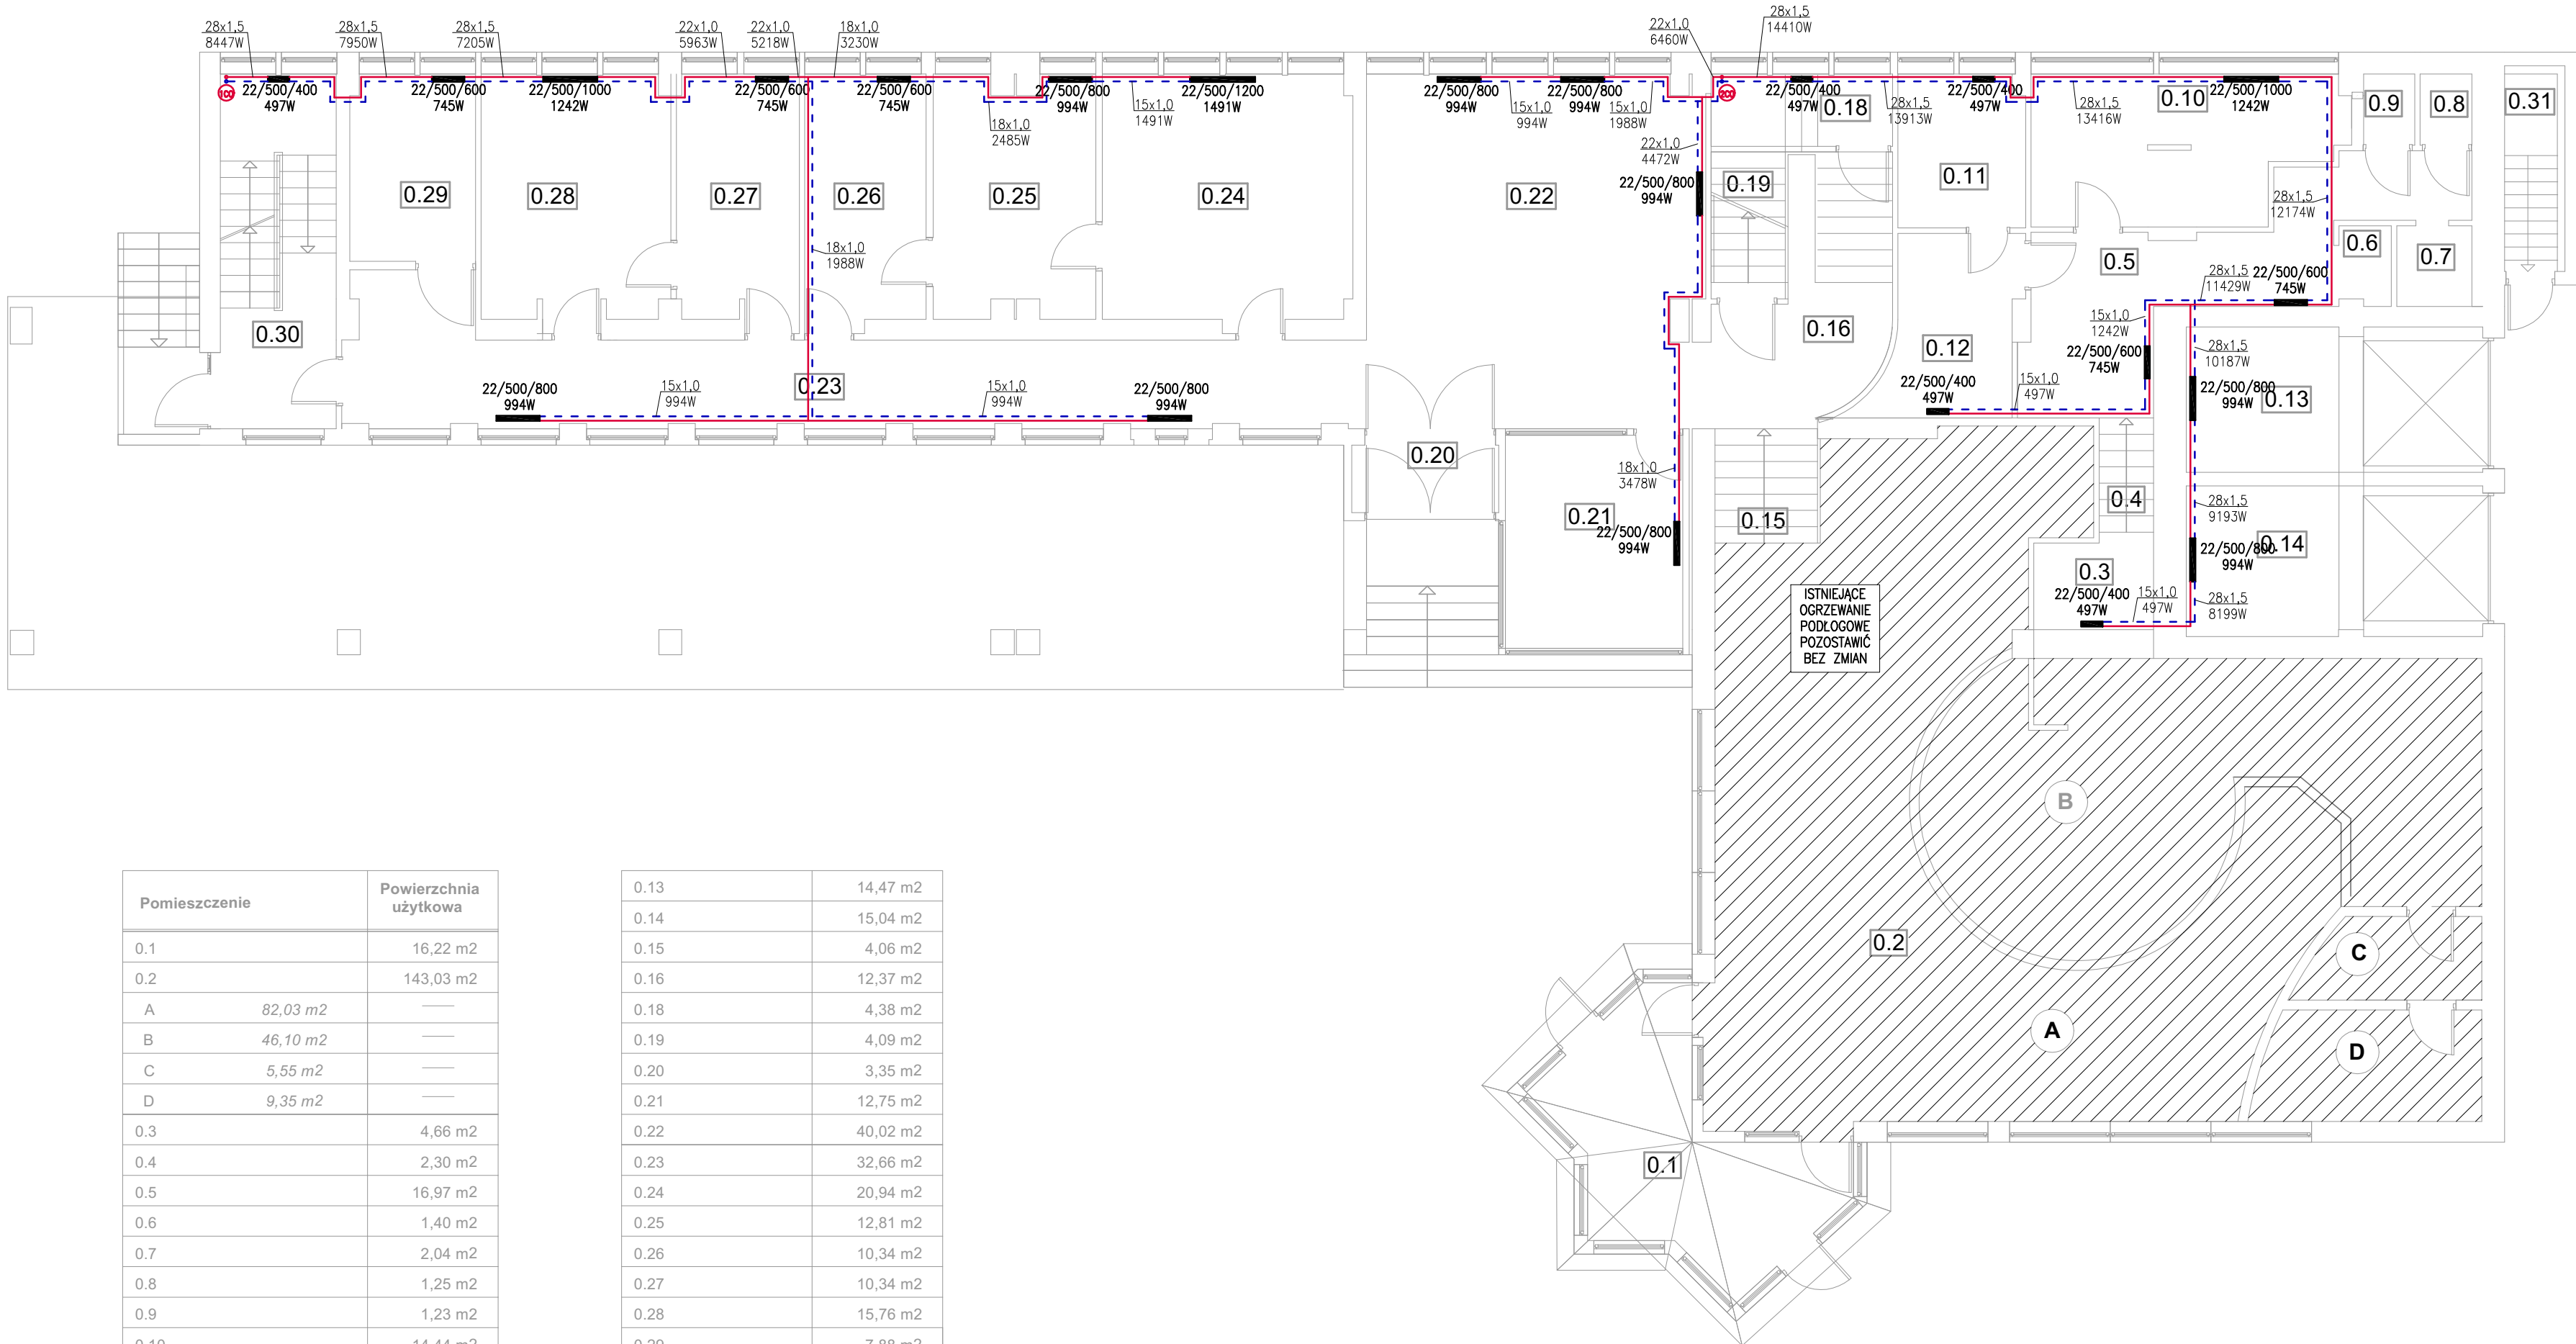 28x1,5
8447W
28x1,5
7950W
28x1,5
7205W
22x1,0
5963W
22x1,0
5218W
18x1,0
3230W
22x1,0
6460W
28x1,5
14410W
100
22/500/400
497W
22/500/600
745W
22/500/1000
1242W
22/500/600
745W
22/500/600
745W
18x1,0
2485W
22/500/800
994W
15x1,0
1491W
22/500/1200
1491W
22/500/800
994W
15x1,0
994W
22/500/800
994W
15x1,0
1988W
200
22/500/400
497W
0.18
28x1,5
13913W
22/500/400
497W
28x1,5
13416W
0.10
22/500/1000
1242W
0.9
0.8
0.31
22x1,0
4472W
22/500/800
994W
0.29
0.28
0.27
0.26
0.25
0.24
0.22
0.19
0.11
28x1,5
12174W
18x1,0
1988W
0.5
0.6
0.7
28x1,5
11429W
22/500/600
745W
0.30
0.16
0.12
15x1,0
1242W
22/500/600
745W
28x1,5
10187W
22/500/800
994W
0.13
22/500/800
994W
15x1,0
994W
0.23
15x1,0
994W
22/500/800
994W
22/500/400
497W
15x1,0
497W
0.20
18x1,0
3478W
0.21
22/500/800
994W
0.15
0.4
28x1,5
9193W
22/500/800
994W
0.14
0.3
22/500/400
497W
15x1,0
497W
28x1,5
8199W
ISTNIEJĄCE
OGRZEWANIE
PODŁOGOWE
POZOSTAWIĆ
BEZ ZMIAN
B
0.2
C
A
D
0.1
Pomieszczenie Powierzchnia
użytkowa
0.1 16,22 m2
0.2 143,03 m2
A 82,03 m2
B 46,10 m2
C 5,55 m2
D 9,35 m2
0.3 4,66 m2
0.4 2,30 m2
0.5 16,97 m2
0.6 1,40 m2
0.7 2,04 m2
0.8 1,25 m2
0.9 1,23 m2
0.10 14,44 m2
0.13 14,47 m2
0.14 15,04 m2
0.15 4,06 m2
0.16 12,37 m2
0.18 4,38 m2
0.19 4,09 m2
0.20 3,35 m2
0.21 12,75 m2
0.22 40,02 m2
0.23 32,66 m2
0.24 20,94 m2
0.25 12,81 m2
0.26 10,34 m2
0.27 10,34 m2
0.28 15,76 m2
0.29 7,88 m2